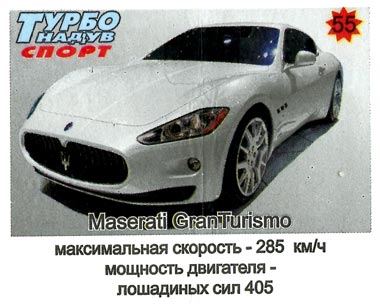 ТУРБО
НАДУВ
СПОРТ
55
Maserati GranTurismo
максимальная скорость - 285 км/ч
мощность двигателя -
лошадиных сил 405